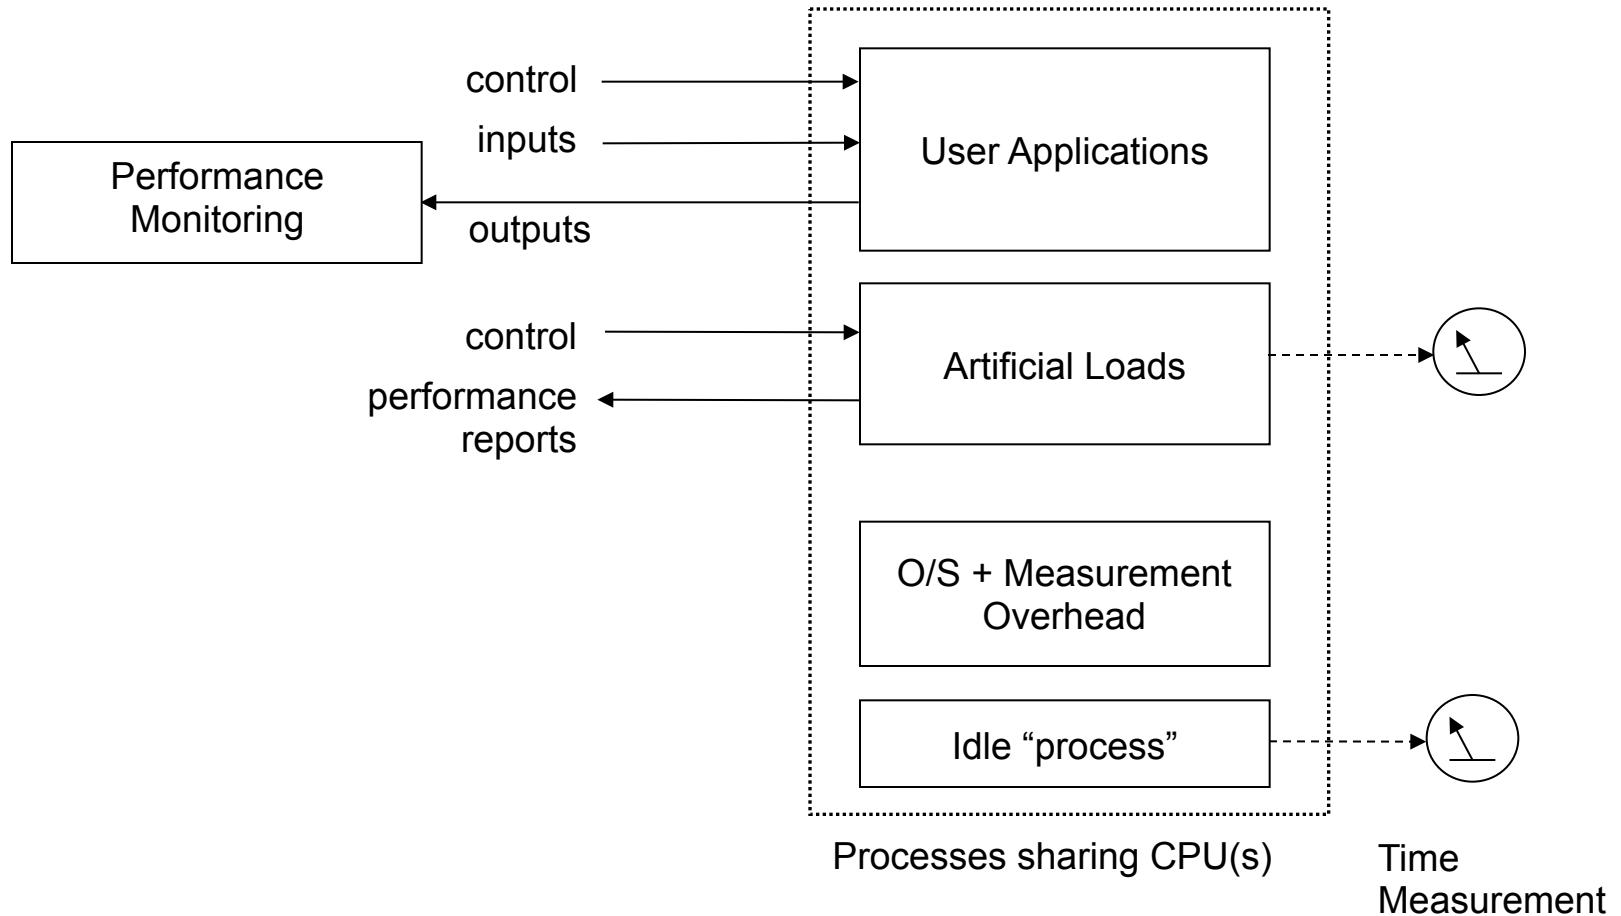 control
inputs
User Applications
Performance
Monitoring
outputs
control
Artificial Loads
performance
reports
O/S + Measurement
Overhead
Idle “process”
Processes sharing CPU(s)
Time
Measurement